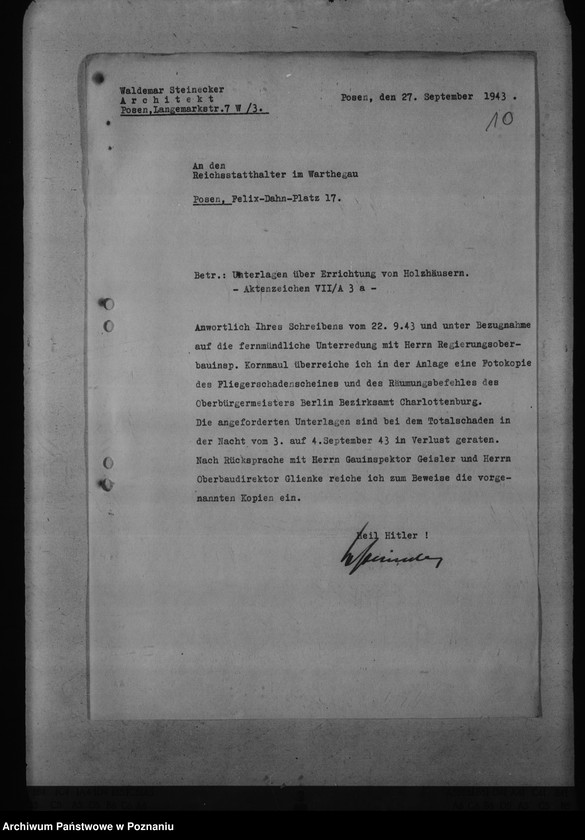 Waldemar Steinecker
Architekt
Posen,Langemarkstr.7 W /3.
Posen, den 27. September 1943 .
10
An den
Reichsstatthalter im Warthegau
Posen, Felix-Dahn-Platz 17.
Betr.: Unterlagen über Errichtung von Holzhäusern.
- Aktenzeichen VII/A 3 a -
Anwortlich Ihres Schreibens vom 22. 9.43 und unter Bezugnahme
auf die fernmündliche Unterredung mit Herrn Regierungsober-
bauinsp. Kornmaul überreiche ich in der Anlage eine Fotokopie
des Fliegerschadenscheines und des Räumungsbefehles des
Oberbürgermeisters Berlin Bezirksamt Charlottenburg.
Die angeforderten Unterlagen sind bei dem Totalschaden in
der Nacht vom 3. auf 4.September 43 in Verlust geraten.
Nach Rücksprache mit Herrn Gauinspektor Geisler und Herrn
Oberbaudirektor Glienke reiche ich zum Beweise die vorge-
nannten Kopien ein.
Heil Hitler !
Archiwum Państwowe w Poznaniu